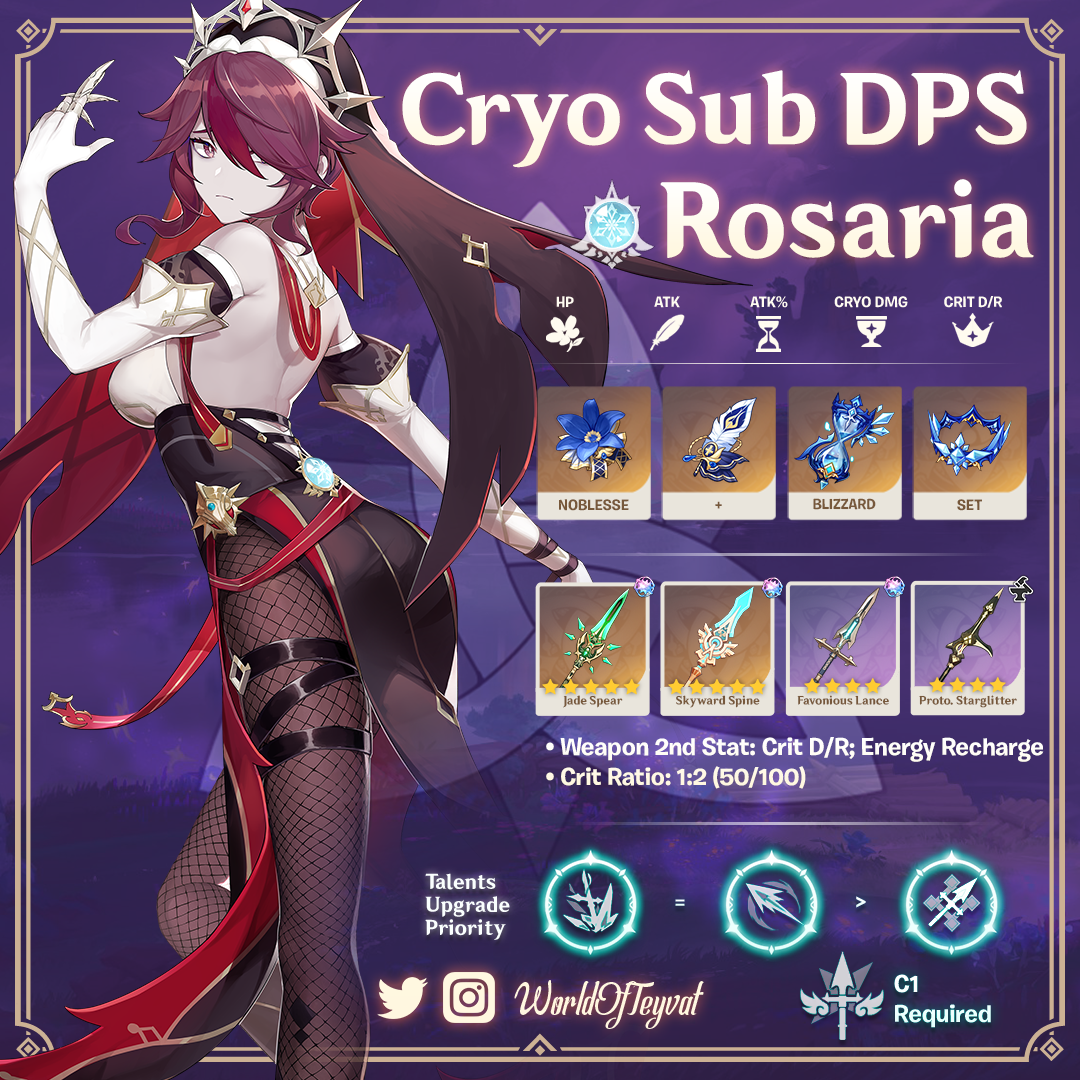 Cryo Sub DPS
Rosaria
HP ATK ATK% CRYO DMG CRIT D/R
NOBLESSE + BLIZZARD SET
Jade Spear Skyward Spine Favonious Lance Proto. Starglitter
• Weapon 2nd Stat: Crit D/R; Energy Recharge
• Crit Ratio: 1:2 (50/100)
Talents
Upgrade
Priority
= >
WorldOfTeyvat
C1
Required